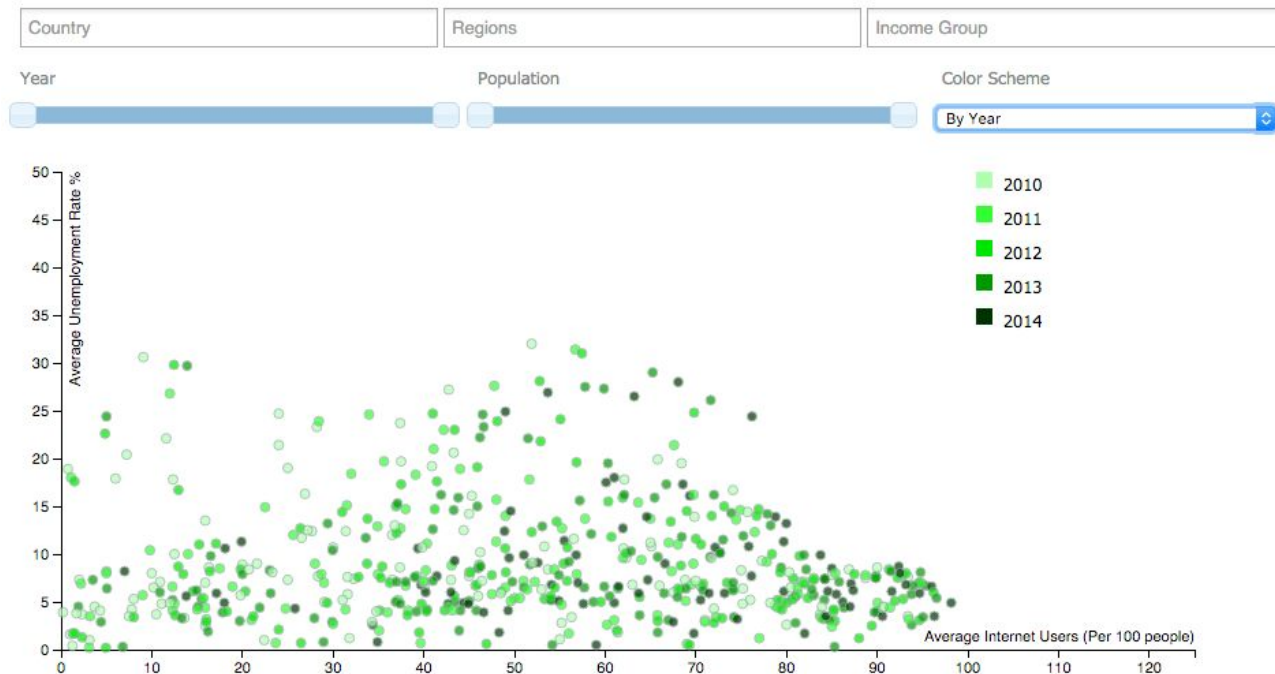 Country Regions Income Group
Year Population Color Scheme
By Year
50
45
40
35
30
25
20
15
10
5
0
Average Unemployment Rate %
2010
2011
2012
2013
2014
Average Internet Users (Per 100 people)
0 10 20 30 40 50 60 70 80 90 100 110 120